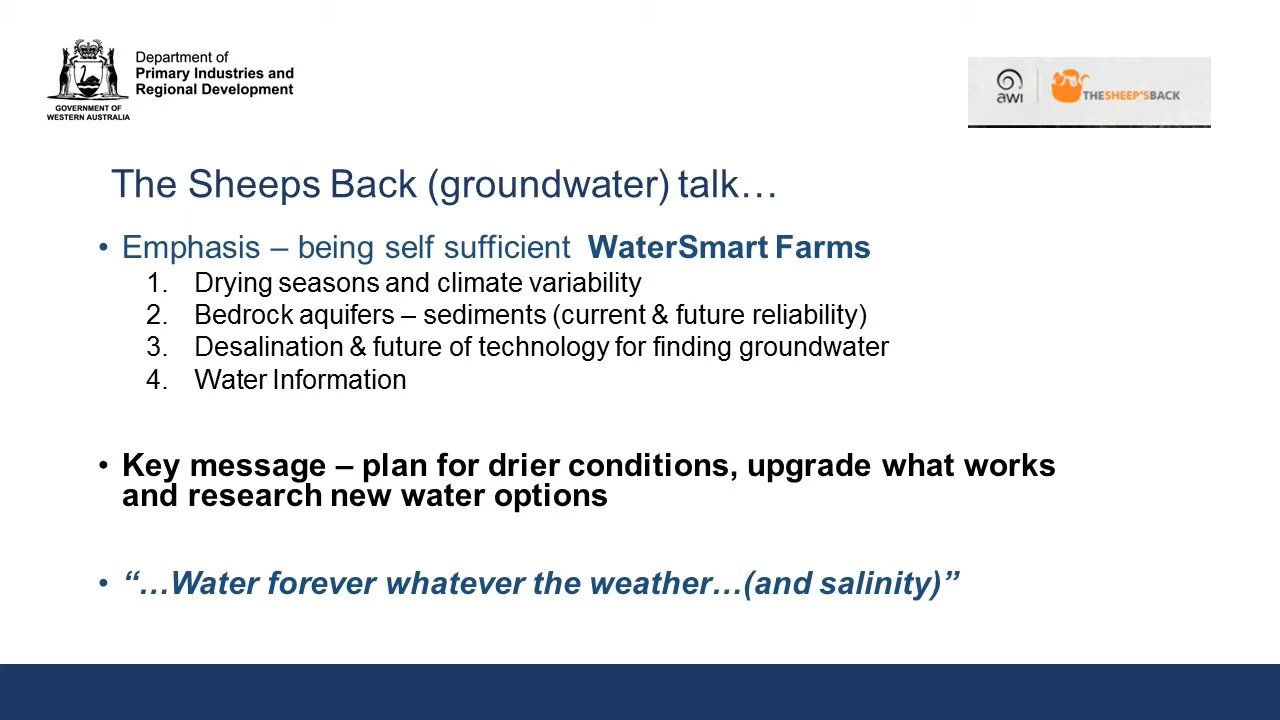 Department of
Primary Industries and
Regional Development
GOVERNMENT OF
WESTERN AUSTRALIA
awi
THESHEEP'SBACK
The Sheeps Back (groundwater) talk…
• Emphasis – being self sufficient WaterSmart Farms
1. Drying seasons and climate variability
2. Bedrock aquifers – sediments (current & future reliability)
3. Desalination & future of technology for finding groundwater
4. Water Information
• Key message – plan for drier conditions, upgrade what works
and research new water options
• “…Water forever whatever the weather…(and salinity)”